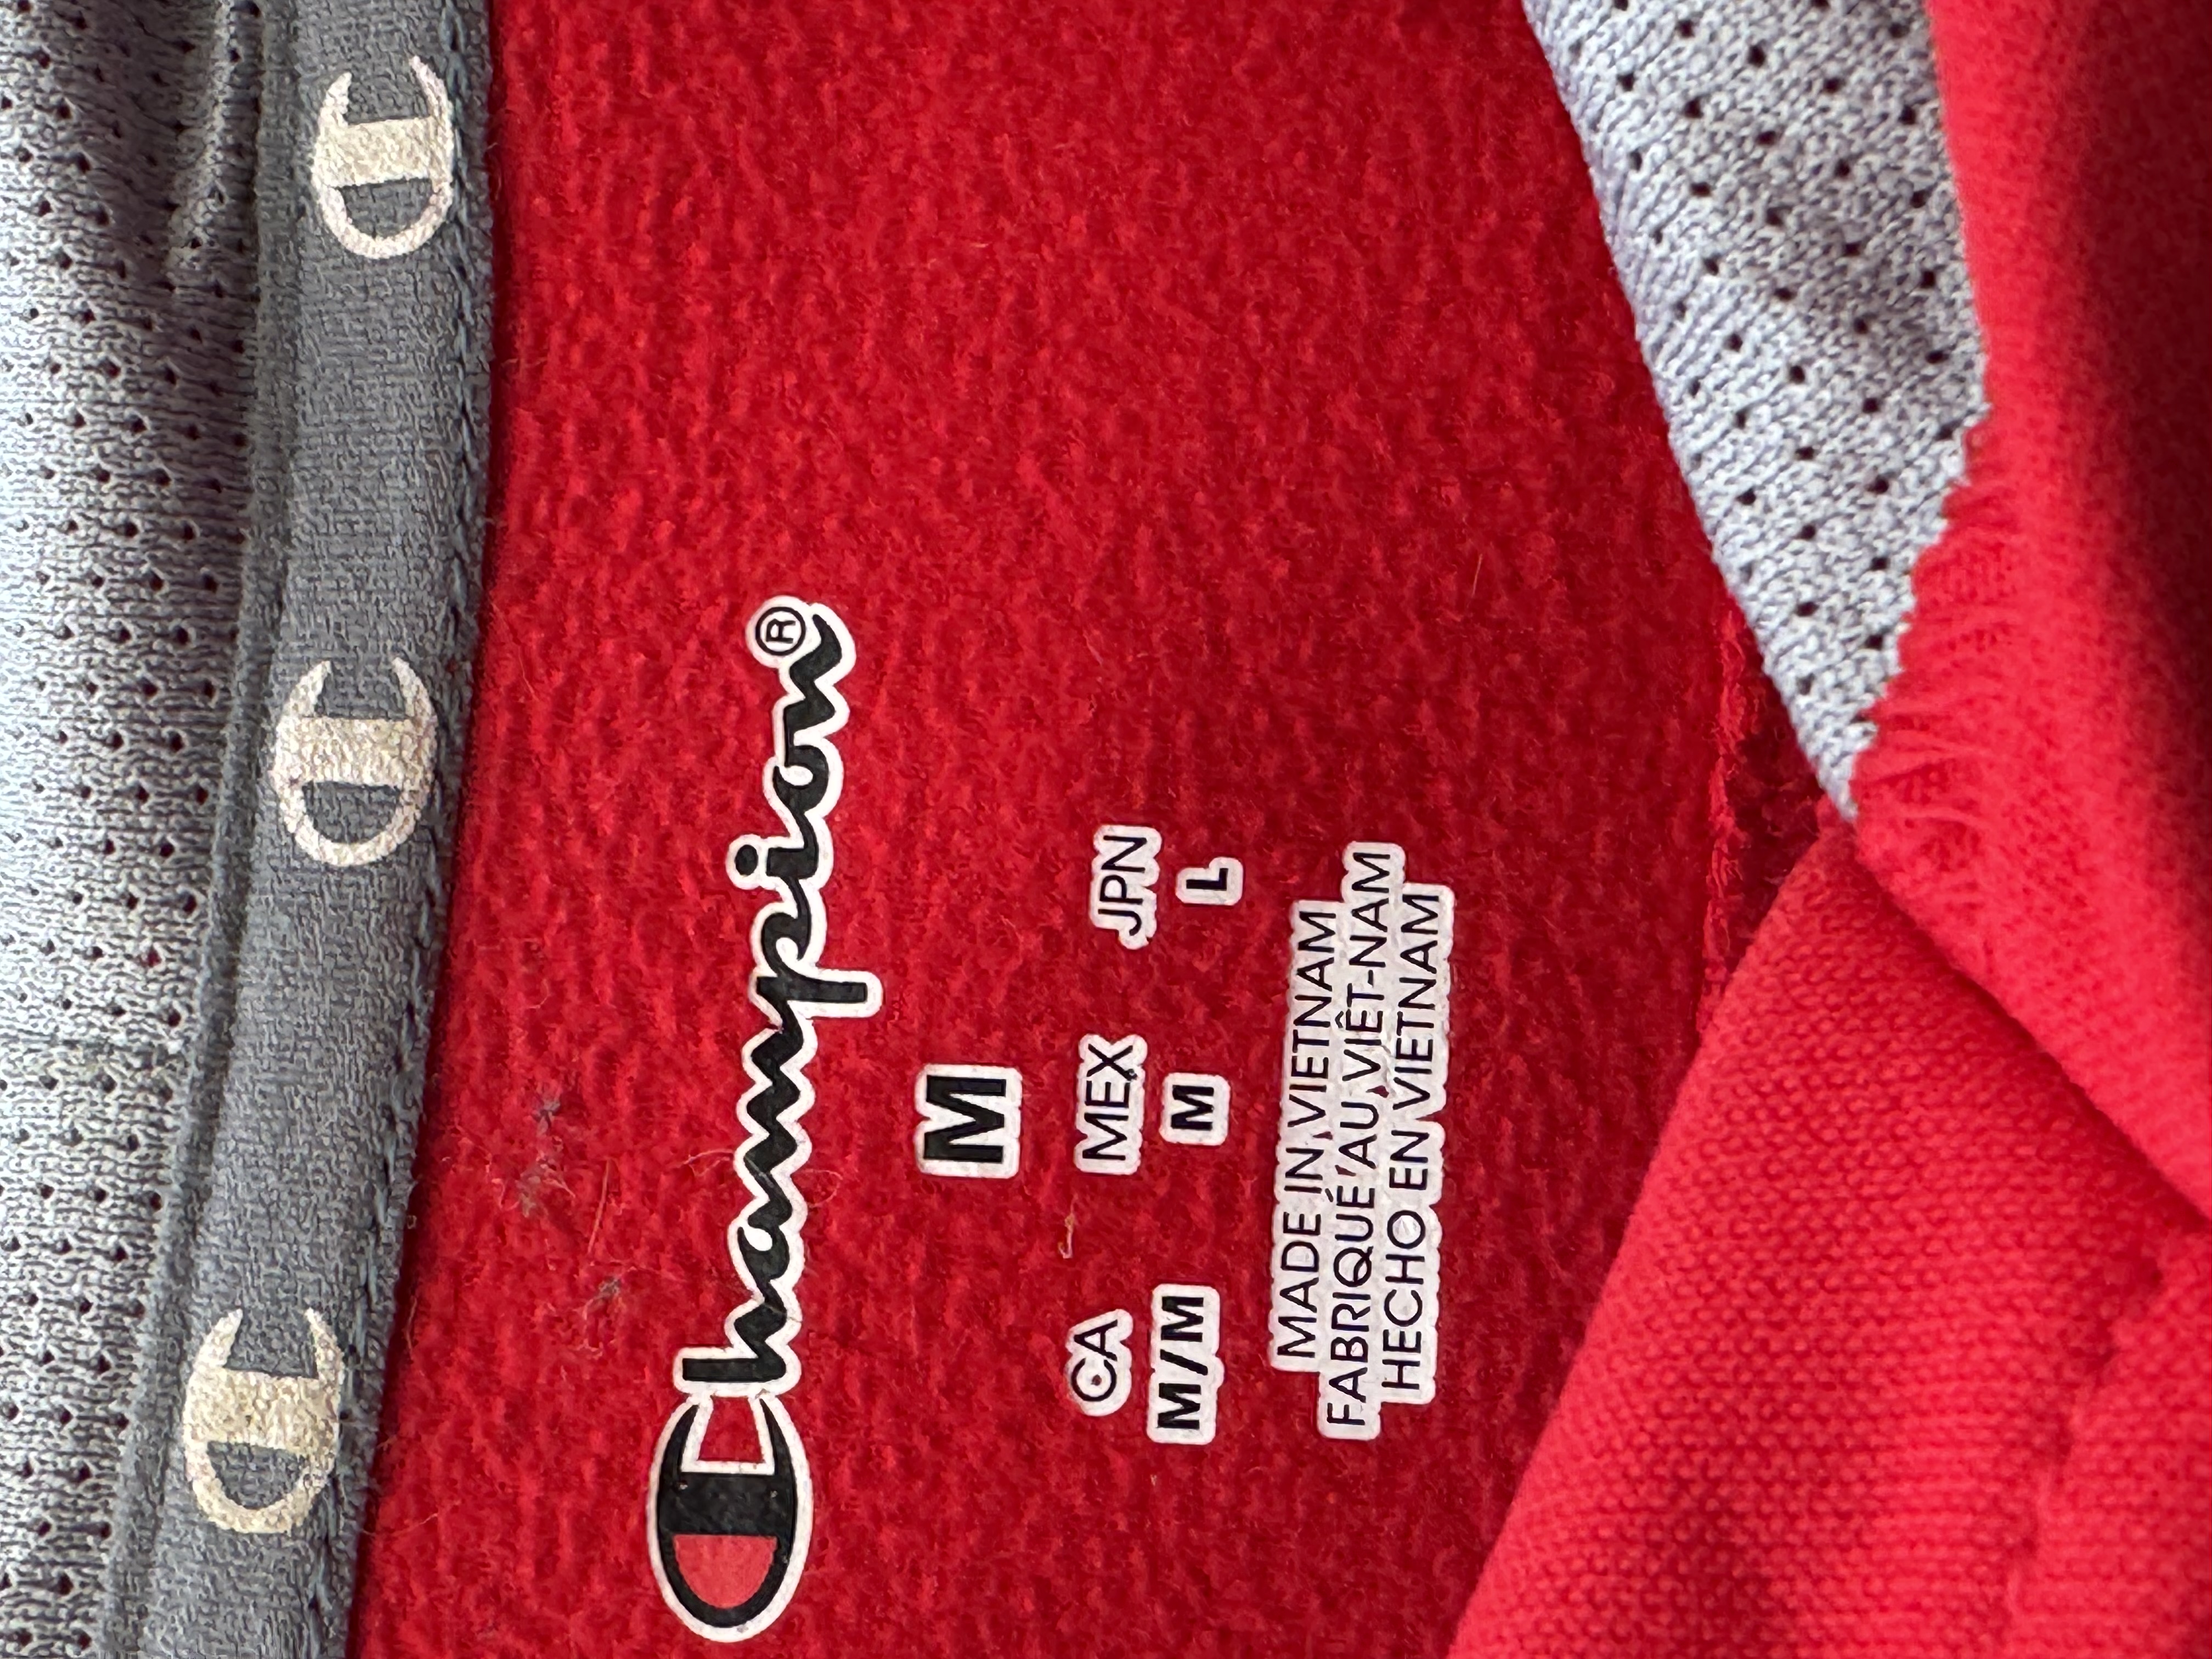 Champion®
M
CA MEX JPN
M/M M L
MADE IN VIETNAM
FABRIQUÉ AU VIÊT-NAM
HECHO EN VIETNAM